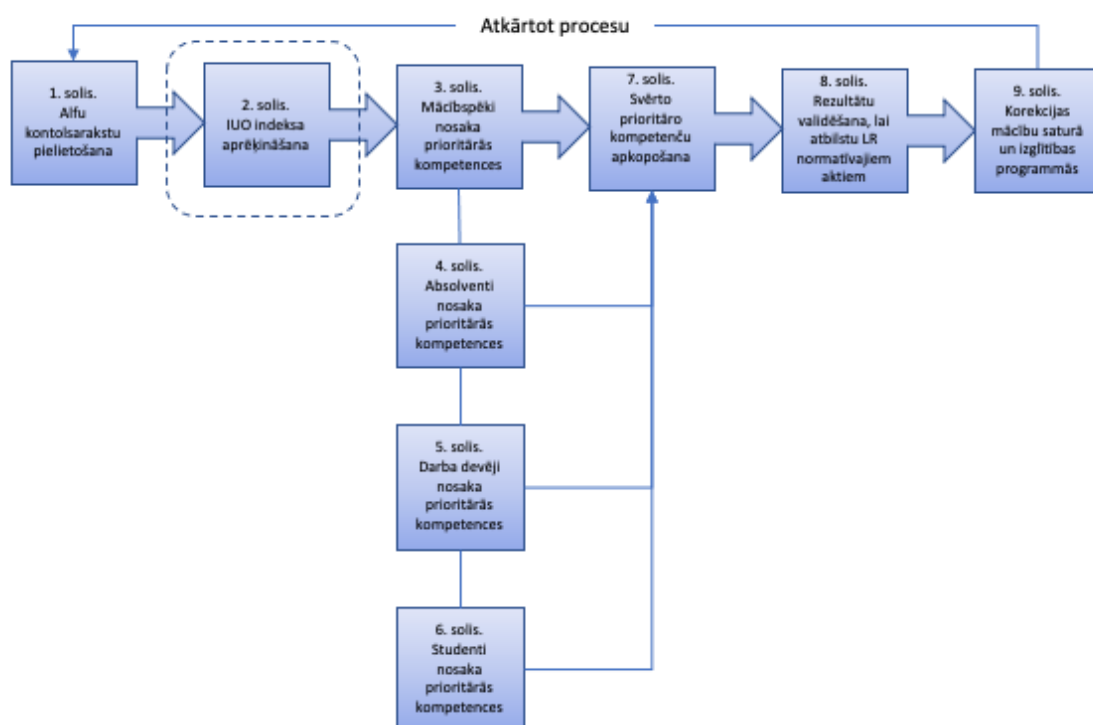 Atkārtot procesu
1. solis.
Alfu
kontolsarakstu
pielietošana
2. solis.
IUO indeksa
aprēķināšana
3. solis.
Mācībspēki
nosaka
prioritārās
kompetences
7. solis.
Svērto
prioritāro
kompetenču
apkopošana
8. solis.
Rezultātu
validēšana, lai
atbilstu LR
normatīvajiem
aktiem
9. solis.
Korekcijas
mācību saturā
un izglītības
programmās
4. solis.
Absolventi
nosaka
prioritārās
kompetences
5. solis.
Darba devēji
nosaka
prioritārās
kompetences
6. solis.
Studenti
nosaka
prioritārās
kompetences